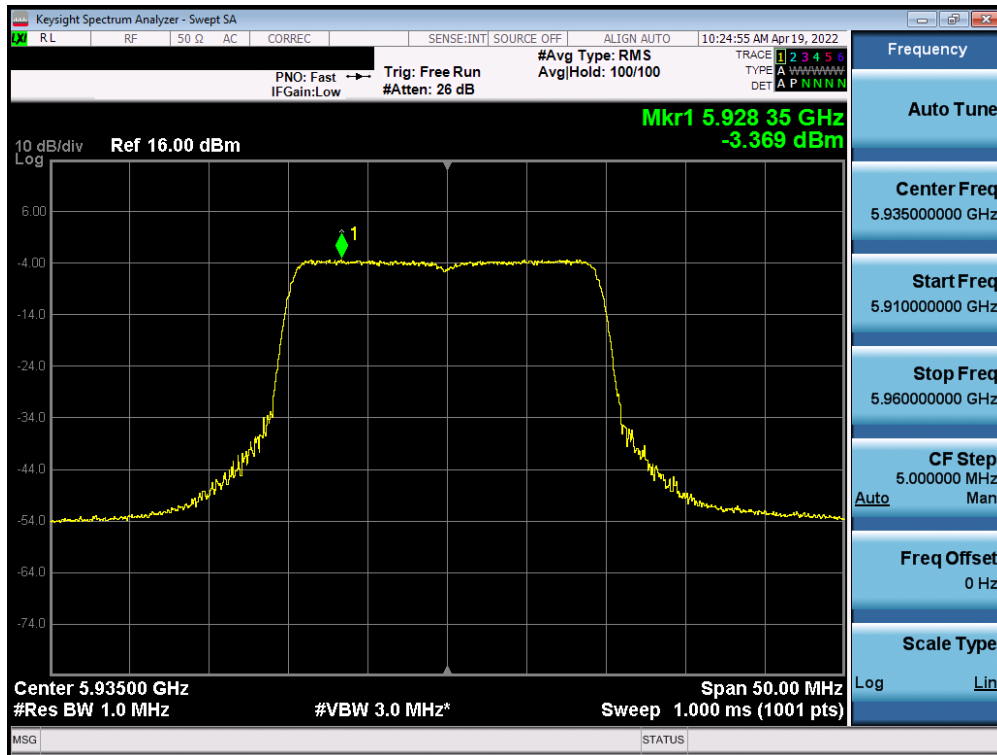 Keysight Spectrum Analyzer - Swept SA
LXI RL RF 50 Ω AC CORREC SENSE:INT SOURCE OFF ALIGN AUTO 10:24:55 AM Apr 19, 2022
PNO: Fast
IFGain:Low
Trig: Free Run
#Atten: 26 dB
#Avg Type: RMS
Avg|Hold: 100/100
TRACE 1 2 3 4 5 6
TYPE A WWWWW
DET A P N N N N
Mkr1 5.928 35 GHz
-3.369 dBm
10 dB/div Ref 16.00 dBm
Log
1
6.00
-4.00
-14.0
-24.0
-34.0
-44.0
-54.0
-64.0
-74.0
Center 5.93500 GHz Span 50.00 MHz
#Res BW 1.0 MHz #VBW 3.0 MHz* Sweep 1.000 ms (1001 pts)
MSG STATUS
Frequency
Auto Tune
Center Freq
5.935000000 GHz
Start Freq
5.910000000 GHz
Stop Freq
5.960000000 GHz
CF Step
5.000000 MHz
Auto Man
Freq Offset
0 Hz
Scale Type
Log Lin